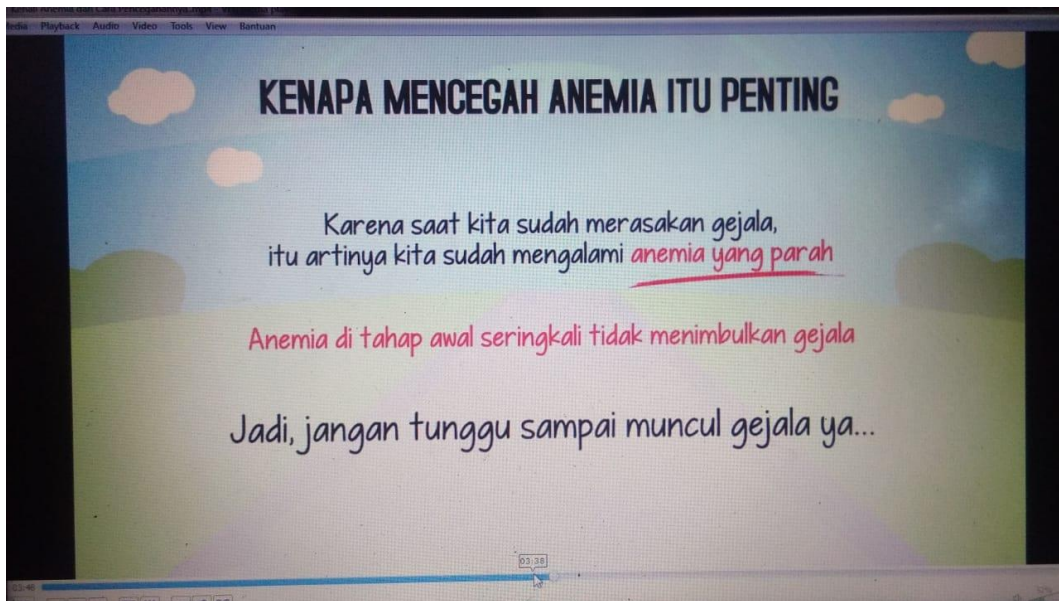 Playback Audio Video Tools View Bantuan
KENAPA MENCEGAH ANEMIA ITU PENTING
Karena saat kita sudah merasakan gejala,
itu artinya kita sudah mengalami anemia yang parah
Anemia di tahap awal seringkali tidak menimbulkan gejala
Jadi, jangan tunggu sampai muncul gejala ya...
03:38
03:46